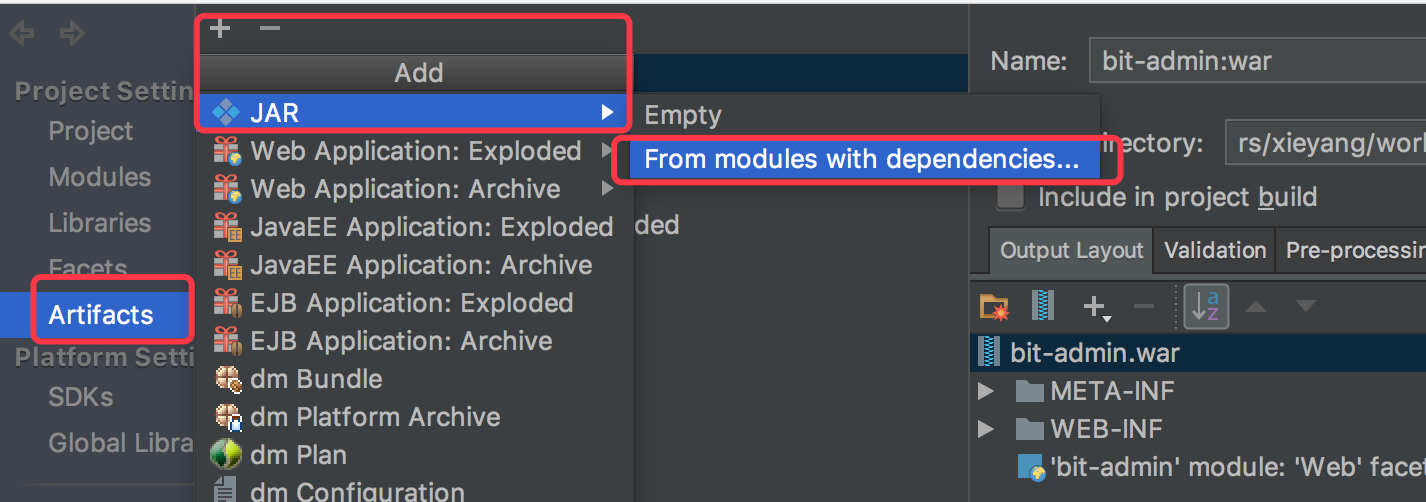 Project Settin
Project
Modules
Libraries
Facets
Artifacts
Platform Setti
SDKs
Global Libra
Add
JAR
Web Application: Exploded
Web Application: Archive
JavaEE Application: Exploded
JavaEE Application: Archive
EJB Application: Exploded
EJB Application: Archive
dm Bundle
dm Platform Archive
dm Plan
dm Configuration
Empty
From modules with dependencies...
ded
Name:
bit-admin:war
irectory:
rs/xieyang/work
Include in project build
Output Layout
Validation
Pre-processin
a
z
bit-admin.war
META-INF
WEB-INF
'bit-admin' module: 'Web' facet